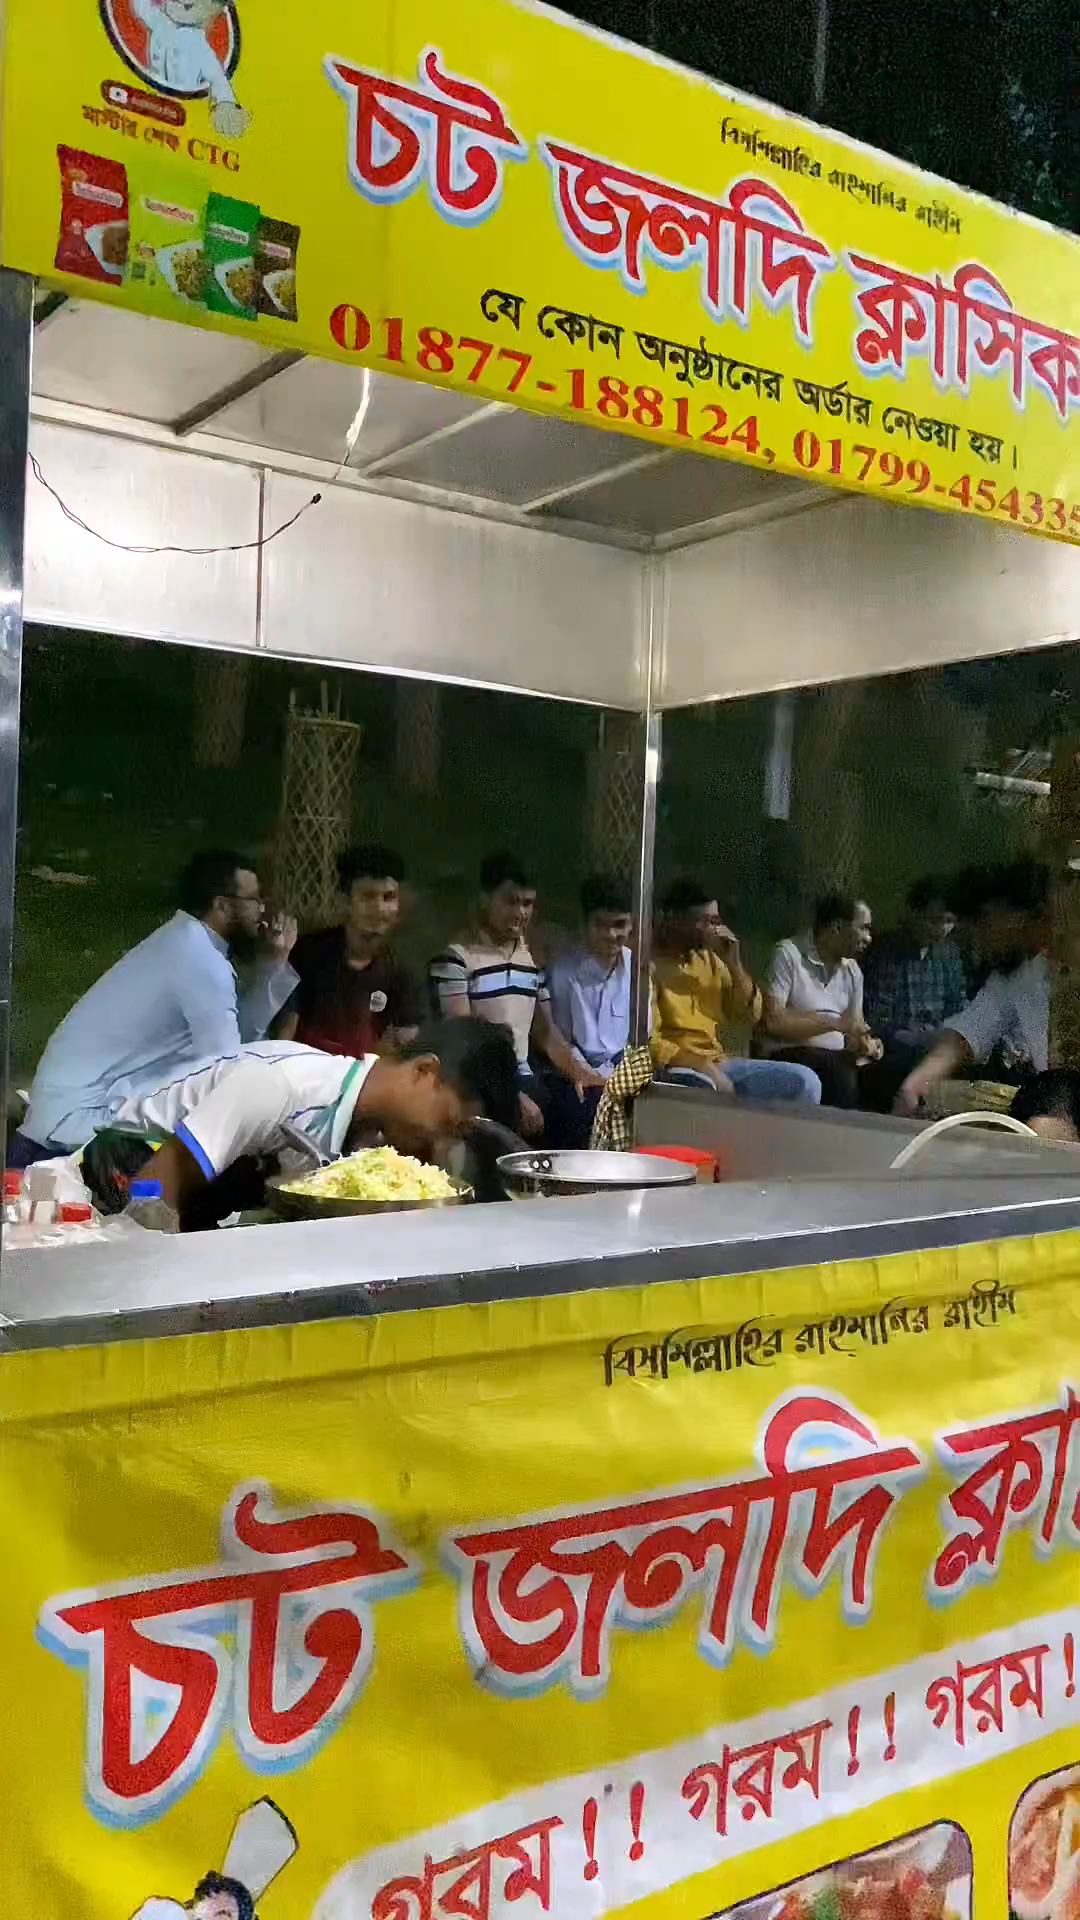 মাস্টার শেফ CTG
বিসমিল্লাহির রাহমানির রাহীম
চট জলদি ক্লাসিক
যে কোন অনুষ্ঠানের অর্ডার নেওয়া হয়।
01877-188124, 01799-454335
বিসমিল্লাহির রাহমানির রাহীম
চট জলদি ক্লা
গরম!! গরম!! গরম!